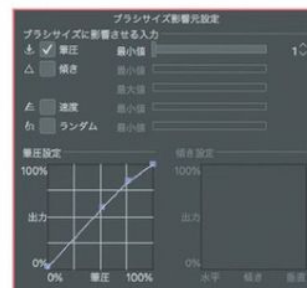 ブラシサイズ影響元設定
ブラシサイズに影響させる入力
筆圧 最小値 1
傾き 最小値
最大値
速度 最小値
ランダム 最小値
筆圧設定 傾き設定
100% 100%
出力 出力
0% 0%
0% 筆圧 100% 水平 傾き 垂直